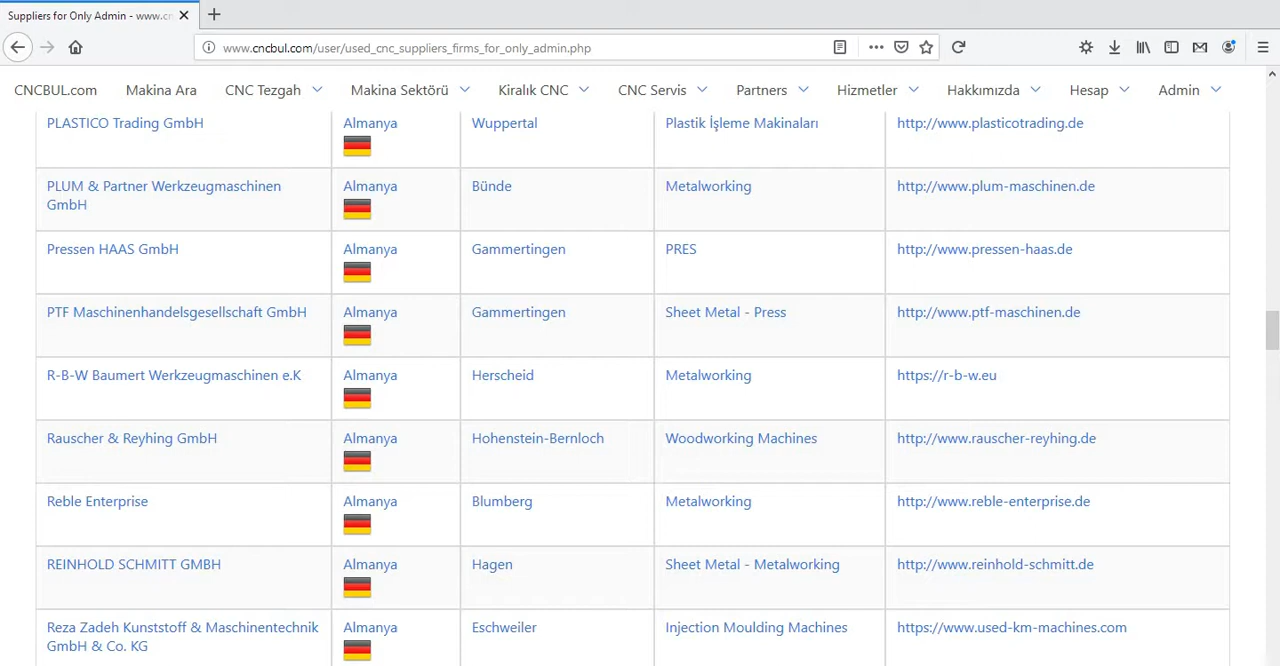 Suppliers for Only Admin - www.cn
www.cncbul.com/user/used_cnc_suppliers_firms_for_only_admin.php
CNCBUL.com Makina Ara CNC Tezgah Makina Sektörü Kiralık CNC CNC Servis Partners Hizmetler Hakkımızda Hesap Admin
PLASTICO Trading GmbH Almanya Wuppertal Plastik İşleme Makinaları http://www.plasticotrading.de
PLUM & Partner Werkzeugmaschinen Almanya Bünde Metalworking http://www.plum-maschinen.de
GmbH
Pressen HAAS GmbH Almanya Gammertingen PRES http://www.pressen-haas.de
PTF Maschinenhandelsgesellschaft GmbH Almanya Gammertingen Sheet Metal - Press http://www.ptf-maschinen.de
R-B-W Baumert Werkzeugmaschinen e.K Almanya Herscheid Metalworking https://r-b-w.eu
Rauscher & Reyhing GmbH Almanya Hohenstein-Bernloch Woodworking Machines http://www.rauscher-reyhing.de
Reble Enterprise Almanya Blumberg Metalworking http://www.reble-enterprise.de
REINHOLD SCHMITT GMBH Almanya Hagen Sheet Metal - Metalworking http://www.reinhold-schmitt.de
Reza Zadeh Kunststoff & Maschinentechnik Almanya Eschweiler Injection Moulding Machines https://www.used-km-machines.com
GmbH & Co. KG